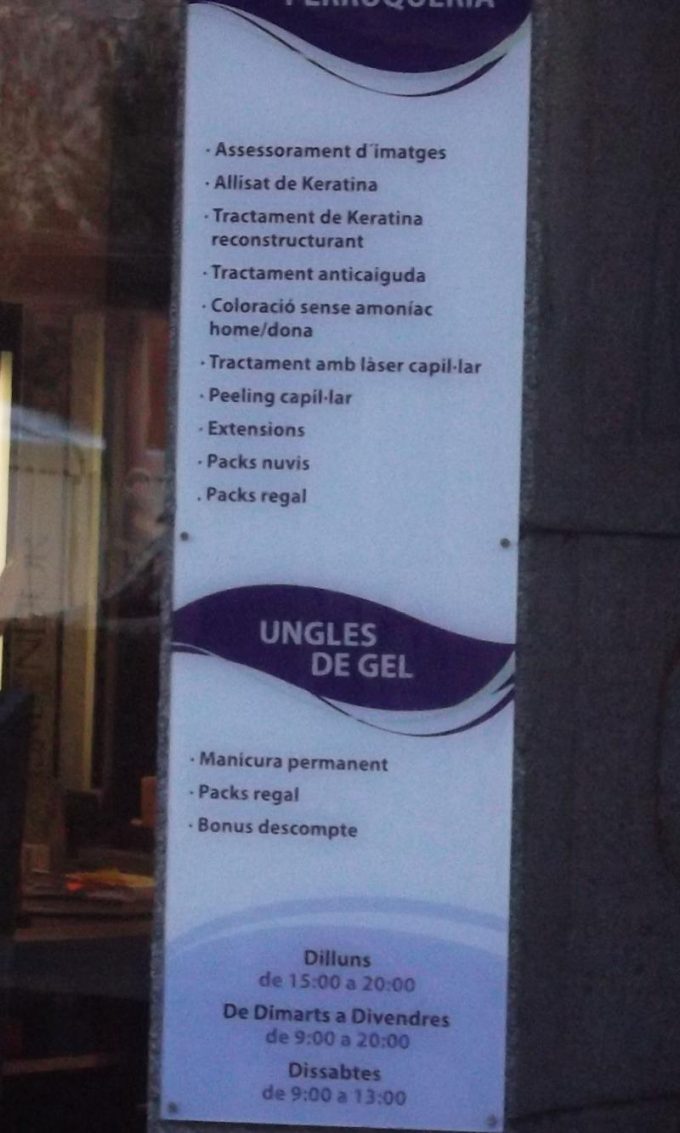 PERRUQUERIA
· Assessorament d´imatges
· Allisat de Keratina
· Tractament de Keratina
reconstructurant
· Tractament anticaiguda
· Coloració sense amoníac
home/dona
· Tractament amb làser capil·lar
· Peeling capil·lar
· Extensions
· Packs nuvis
. Packs regal
UNGLES
DE GEL
· Manicura permanent
· Packs regal
· Bonus descompte
Dilluns
de 15:00 a 20:00
De Dimarts a Divendres
de 9:00 a 20:00
Dissabtes
de 9:00 a 13:00